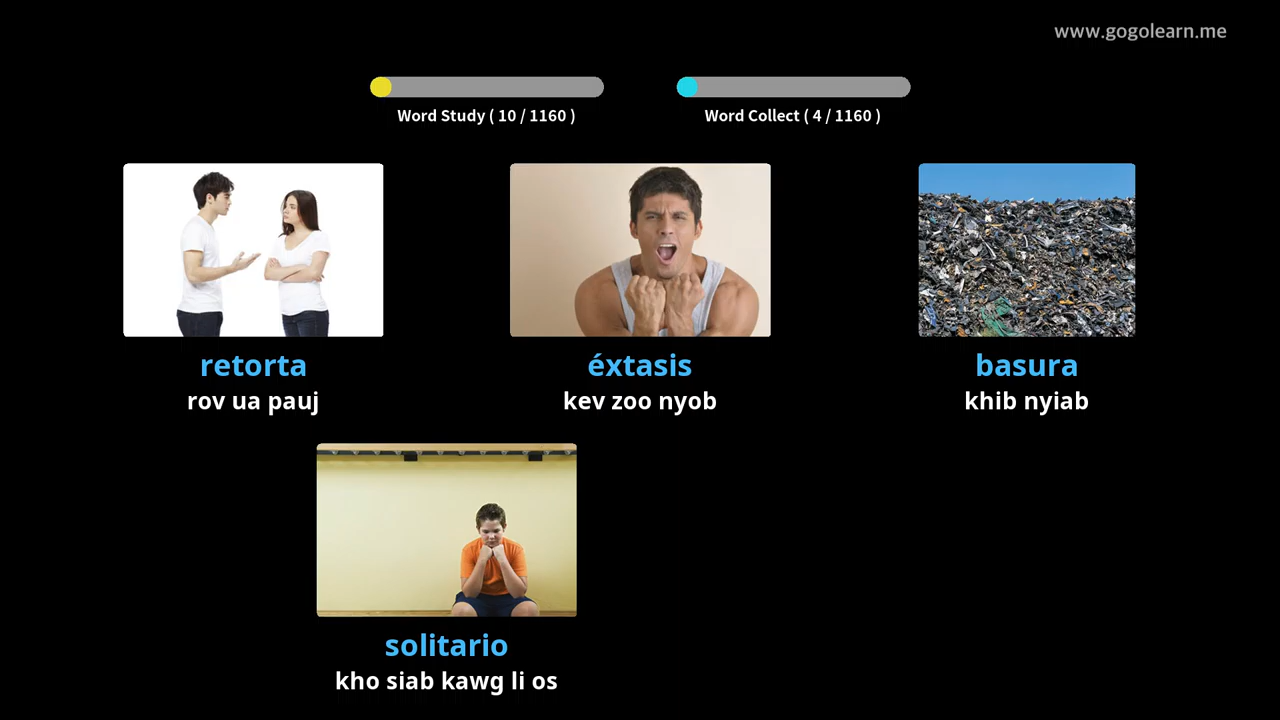 www.gogolearn.me
Word Study ( 10 / 1160 )
Word Collect ( 4 / 1160 )
retorta
rov ua pauj
éxtasis
kev zoo nyob
basura
khib nyiab
solitario
kho siab kawg li os